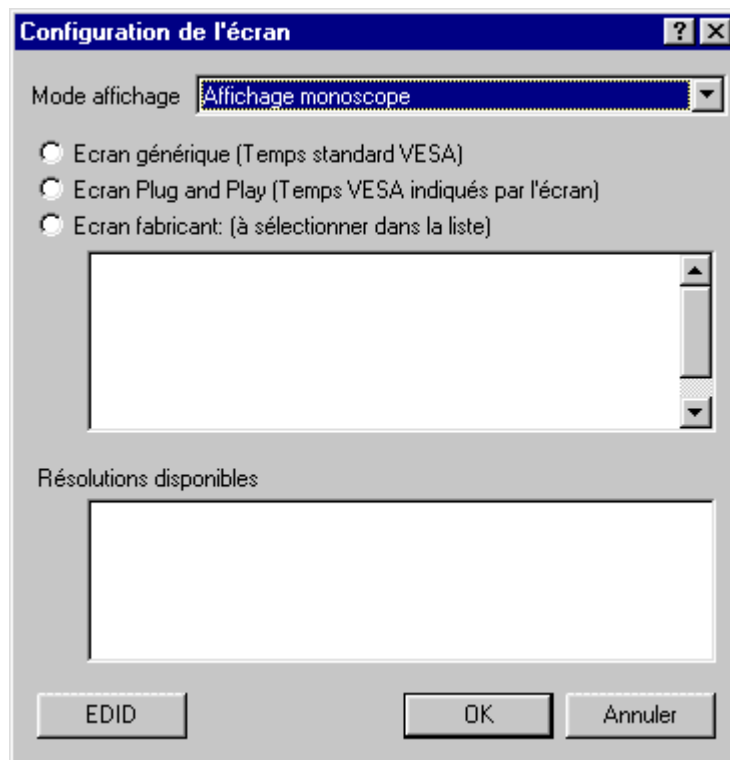 Configuration de l'écran
Mode affichage Affichage monoscope
Ecran générique (Temps standard VESA)
Ecran Plug and Play (Temps VESA indiqués par l'écran)
Ecran fabricant: (à sélectionner dans la liste)
Résolutions disponibles
EDID OK Annuler